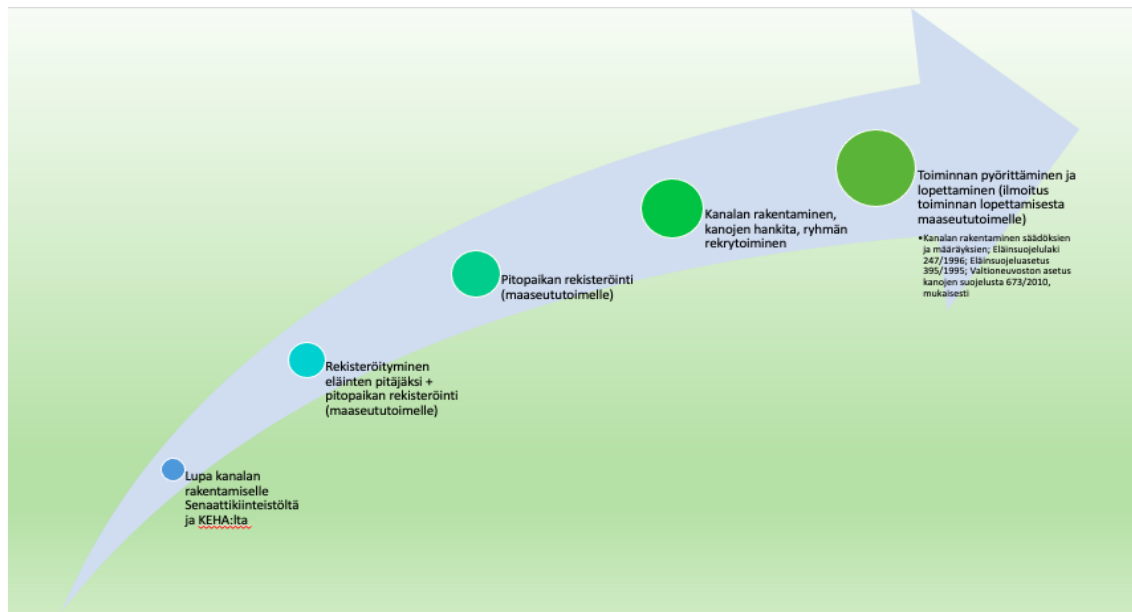 Lupa kanalan
rakentamiselle
Senaattikiinteistöltä
ja KEHA:lta
Rekisteröityminen
eläinten pitäjäksi +
pitopaikan rekisteröinti
(maaseututoimelle)
Pitopaikan rekisteröinti
(maaseututoimelle)
Kanalan rakentaminen,
kanojen hankita, ryhmän
rekrytoiminen
Toiminnan pyörittäminen ja
lopettaminen (ilmoitus
toiminnan lopettamisesta
maaseututoimelle)
•Kanalan rakentaminen säädöksien
ja määräyksien; Eläinsuojelulaki
247/1996; Eläinsuojeluasetus
395/1995; Valtioneuvoston asetus
kanojen suojelusta 673/2010,
mukaisesti